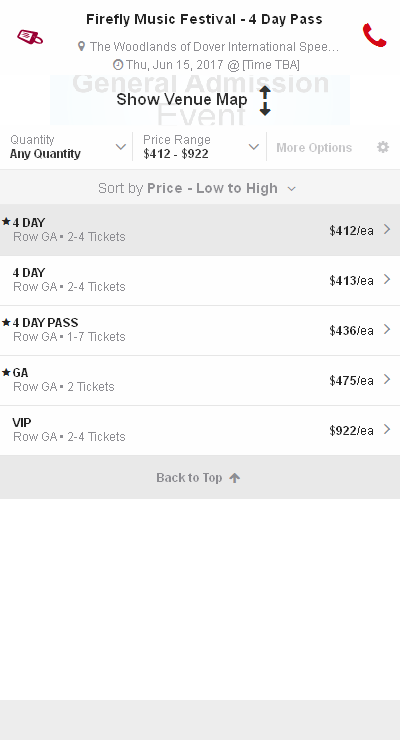 Firefly Music Festival - 4 Day Pass
The Woodlands of Dover International Spee...
Thu, Jun 15, 2017 @ [Time TBA]
General Admission
Event
Show Venue Map
Quantity
Any Quantity
Price Range
$412 - $922
More Options
Sort by Price - Low to High
4 DAY
Row GA • 2-4 Tickets
$412/ea
4 DAY
Row GA • 2-4 Tickets
$413/ea
4 DAY PASS
Row GA • 1-7 Tickets
$436/ea
GA
Row GA • 2 Tickets
$475/ea
VIP
Row GA • 2-4 Tickets
$922/ea
Back to Top